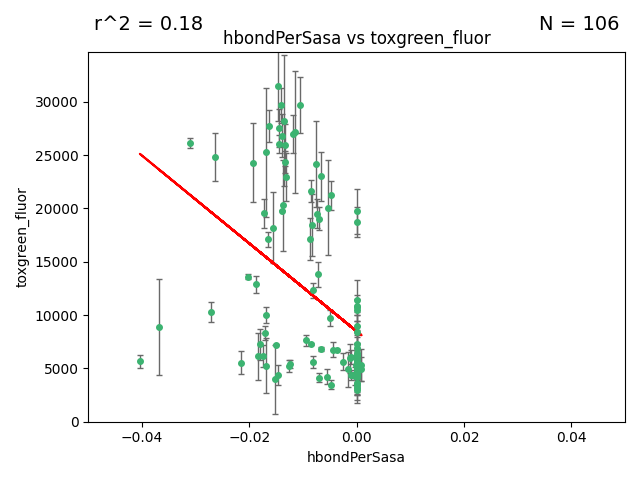 r^2 = 0.18
N = 106
hbondPerSasa vs toxgreen_fluor
toxgreen_fluor
30000
25000
20000
15000
10000
5000
0
−0.04
−0.02
0.00
0.02
0.04
hbondPerSasa